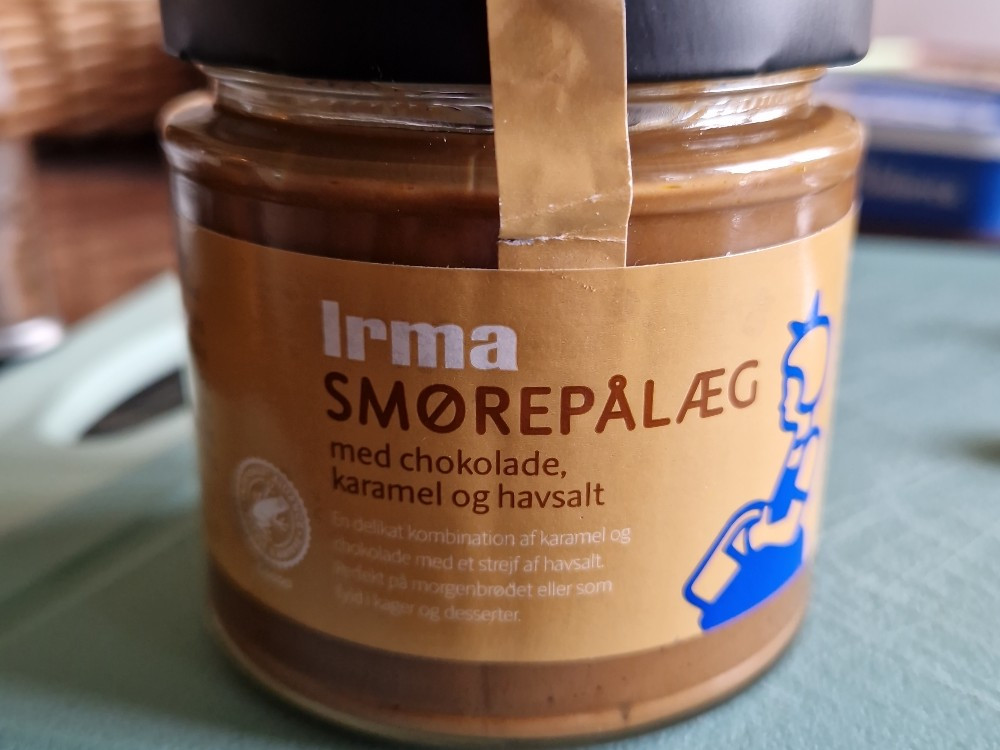 Irma
SMØREPÅLÆG
med chokolade,
karamel og havsalt
En delikat kombination af karamel og
chokolade med et strejf af havsalt.
Perfekt på morgenbrødet eller som
fyld i kager og desserter.